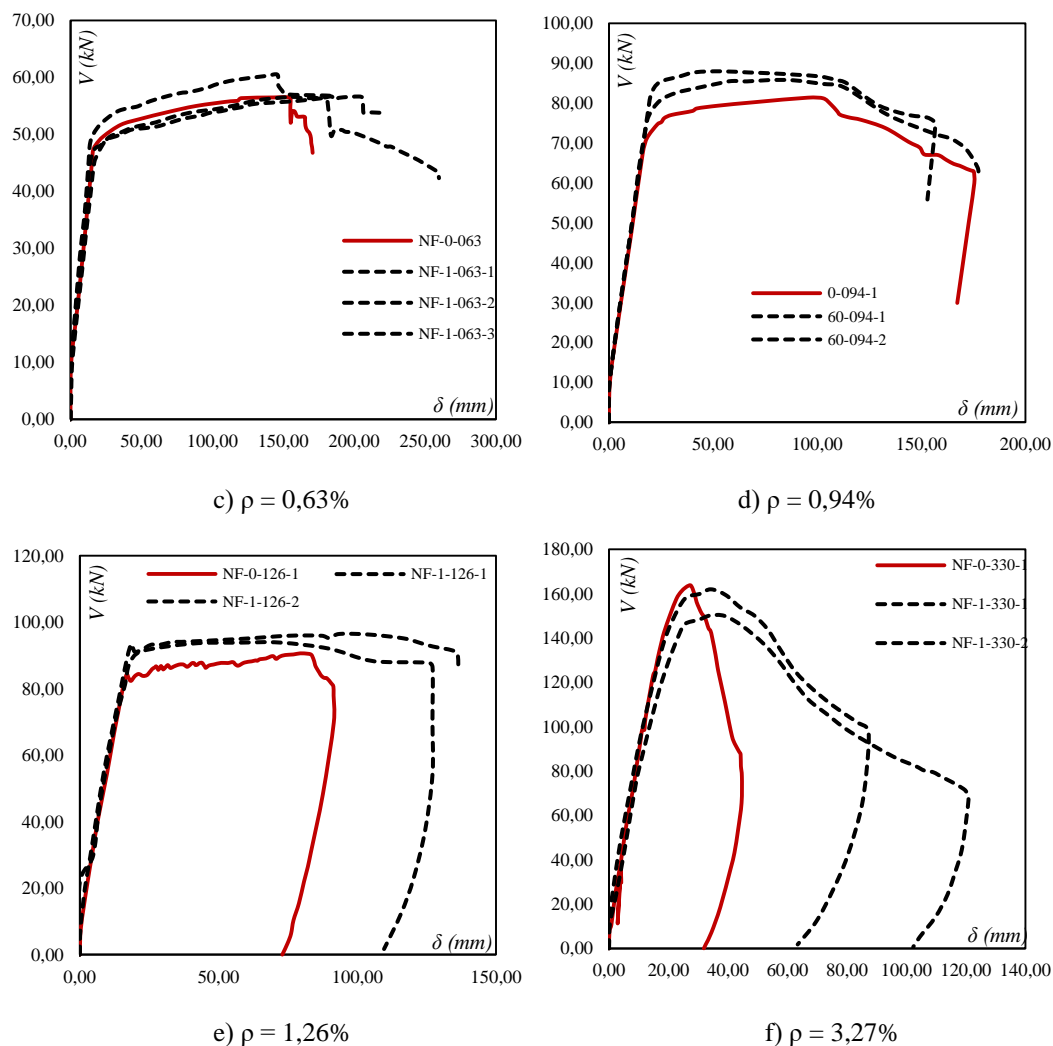 70,00
60,00
50,00
40,00
30,00
20,00
10,00
0,00
V (kN)
NF-0-063
NF-1-063-1
NF-1-063-2
NF-1-063-3
δ (mm)
0,00 50,00 100,00 150,00 200,00 250,00 300,00
c) ρ = 0,63%
100,00
90,00
80,00
70,00
60,00
50,00
40,00
30,00
20,00
10,00
0,00
V (kN)
0-094-1
60-094-1
60-094-2
δ (mm)
0,00 50,00 100,00 150,00 200,00
d) ρ = 0,94%
120,00
100,00
80,00
60,00
40,00
20,00
0,00
V (kN)
NF-0-126-1 NF-1-126-1
NF-1-126-2
δ (mm)
0,00 50,00 100,00 150,00
e) ρ = 1,26%
180,00
160,00
140,00
120,00
100,00
80,00
60,00
40,00
20,00
0,00
V (kN)
NF-0-330-1
NF-1-330-1
NF-1-330-2
δ (mm)
0,00 20,00 40,00 60,00 80,00 100,00 120,00 140,00
f) ρ = 3,27%